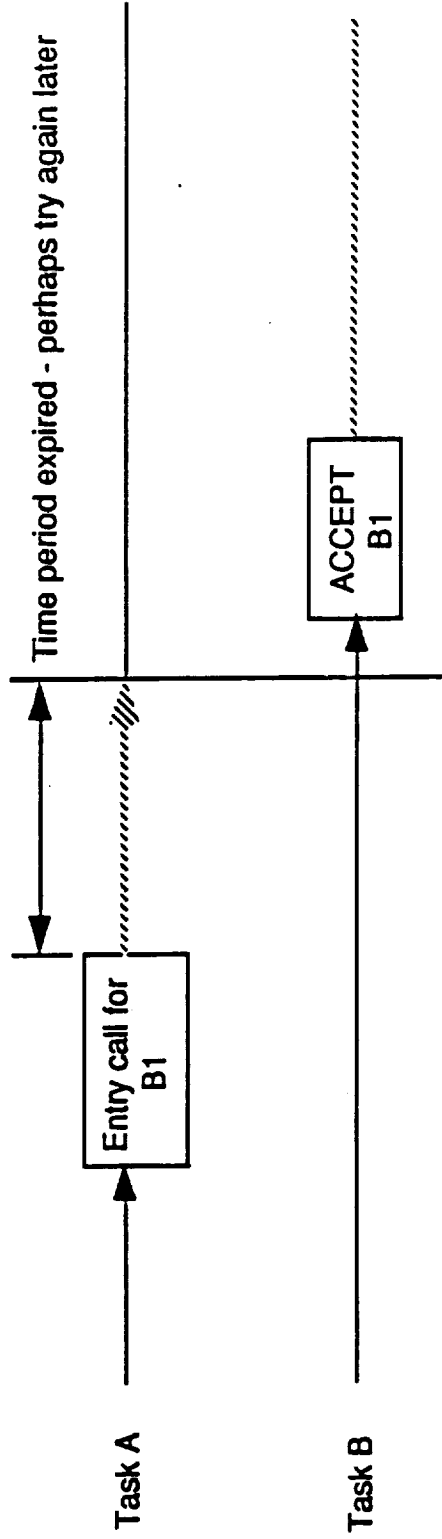 Time period expired - perhaps try again later
Task A
Entry call for
B1
Task B
ACCEPT
B1